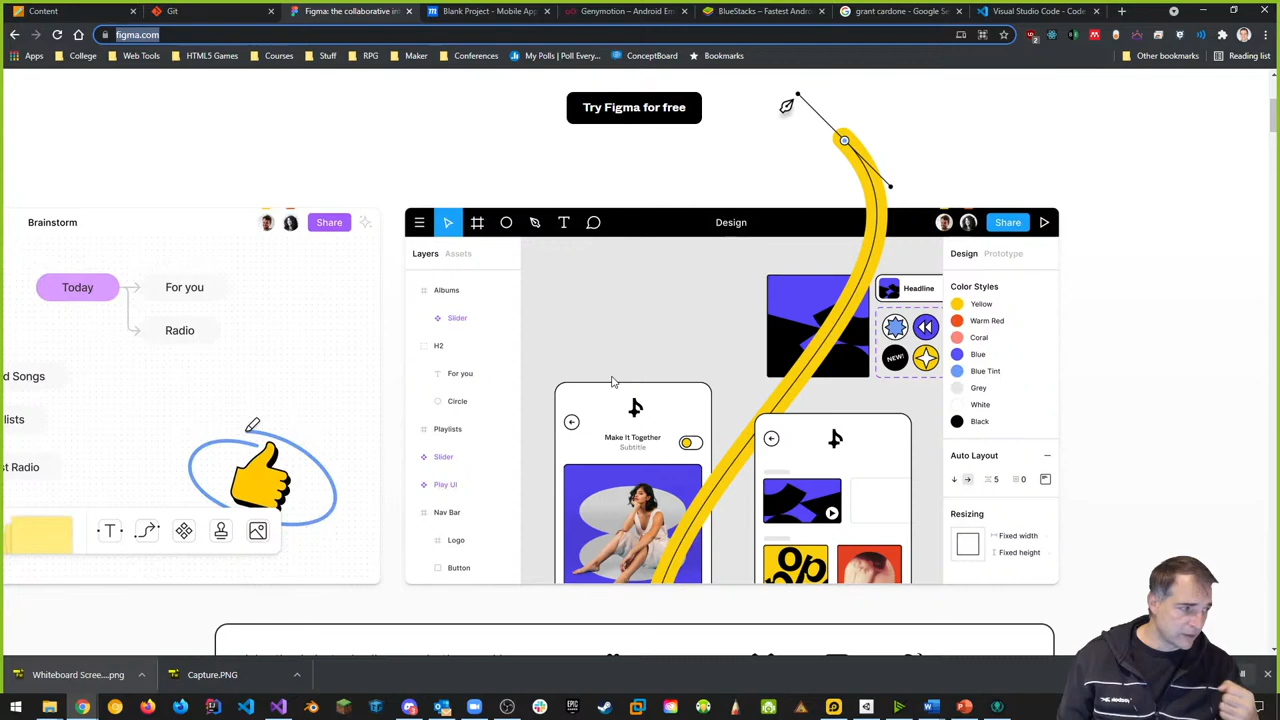 Content
Git
Figma: the collaborative int
Blank Project - Mobile App
Genymotion – Android Em
BlueStacks – Fastest Andro
grant cardone - Google Se
Visual Studio Code - Code
figma.com
Apps
College
Web Tools
HTML5 Games
Courses
Stuff
RPG
Maker
Conferences
My Polls | Poll Every...
ConceptBoard
Bookmarks
Other bookmarks
Reading list
Try Figma for free
Brainstorm
Share
Design
Share
Today
For you
Radio
d Songs
lists
st Radio
Layers
Assets
Albums
Slider
H2
For you
Circle
Playlists
Slider
Play UI
Nav Bar
Logo
Button
Headline
NEW!
Make It Together
Subtitle
Design
Prototype
Color Styles
Yellow
Warm Red
Coral
Blue
Blue Tint
Grey
White
Black
Auto Layout
5
0
Resizing
Fixed width
Fixed height
Whiteboard Scree....png
Capture.PNG